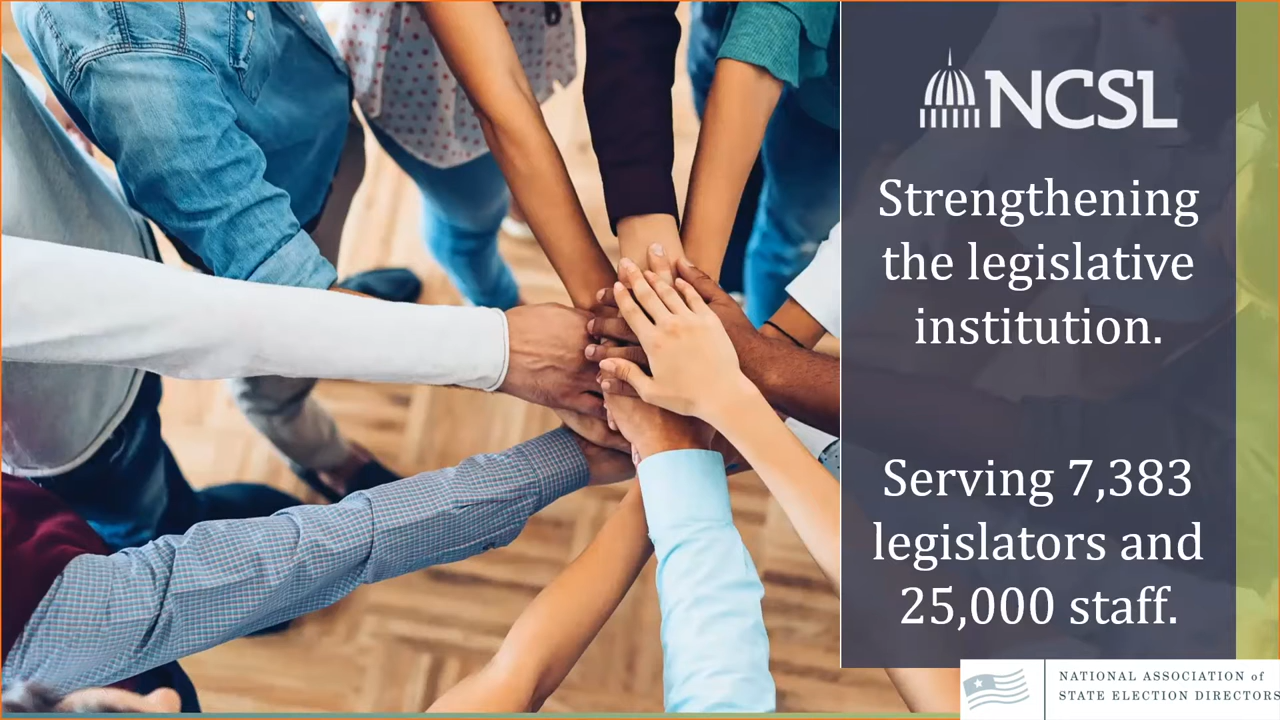 NCSL
Strengthening
the legislative
institution.
Serving 7,383
legislators and
25,000 staff.
NATIONAL ASSOCIATION of
STATE ELECTION DIRECTORS